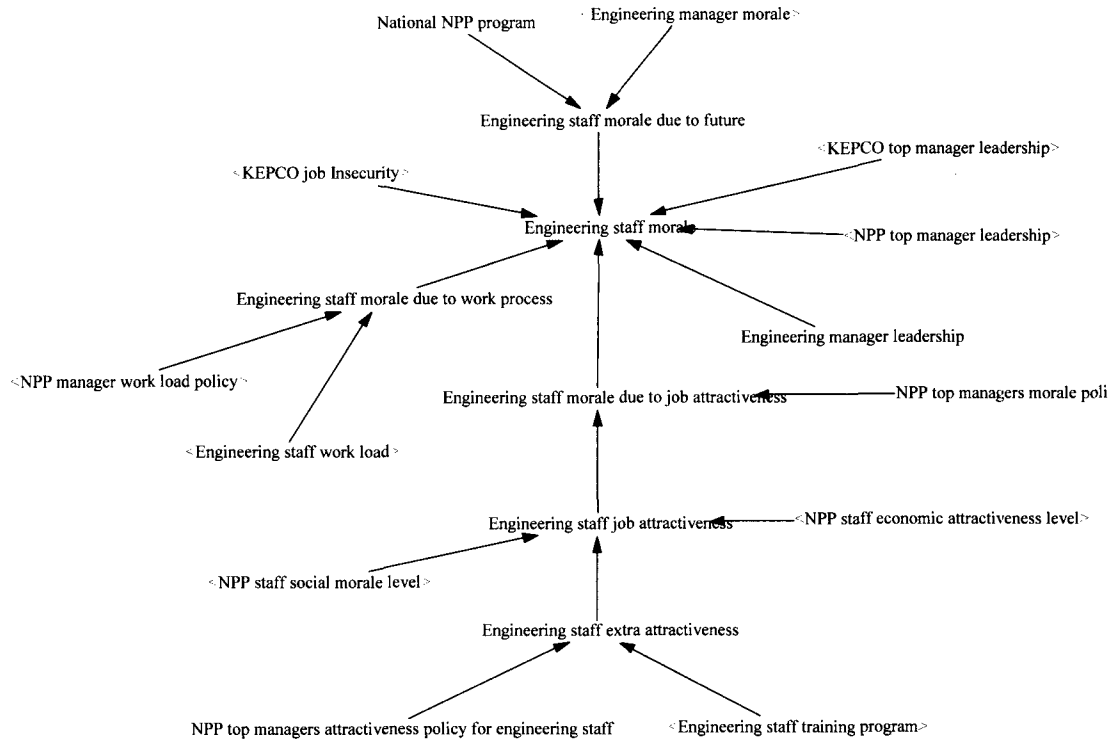 National NPP program
<Engineering manager morale>
Engineering staff morale due to future
<KEPCO top manager leadership>
<KEPCO job Insecurity>
Engineering staff morale
<NPP top manager leadership>
Engineering staff morale due to work process
Engineering manager leadership
<NPP manager work load policy>
Engineering staff morale due to job attractiveness
NPP top managers morale poli
<Engineering staff work load>
Engineering staff job attractiveness
<NPP staff economic attractiveness level>
<NPP staff social morale level>
Engineering staff extra attractiveness
NPP top managers attractiveness policy for engineering staff
<Engineering staff training program>